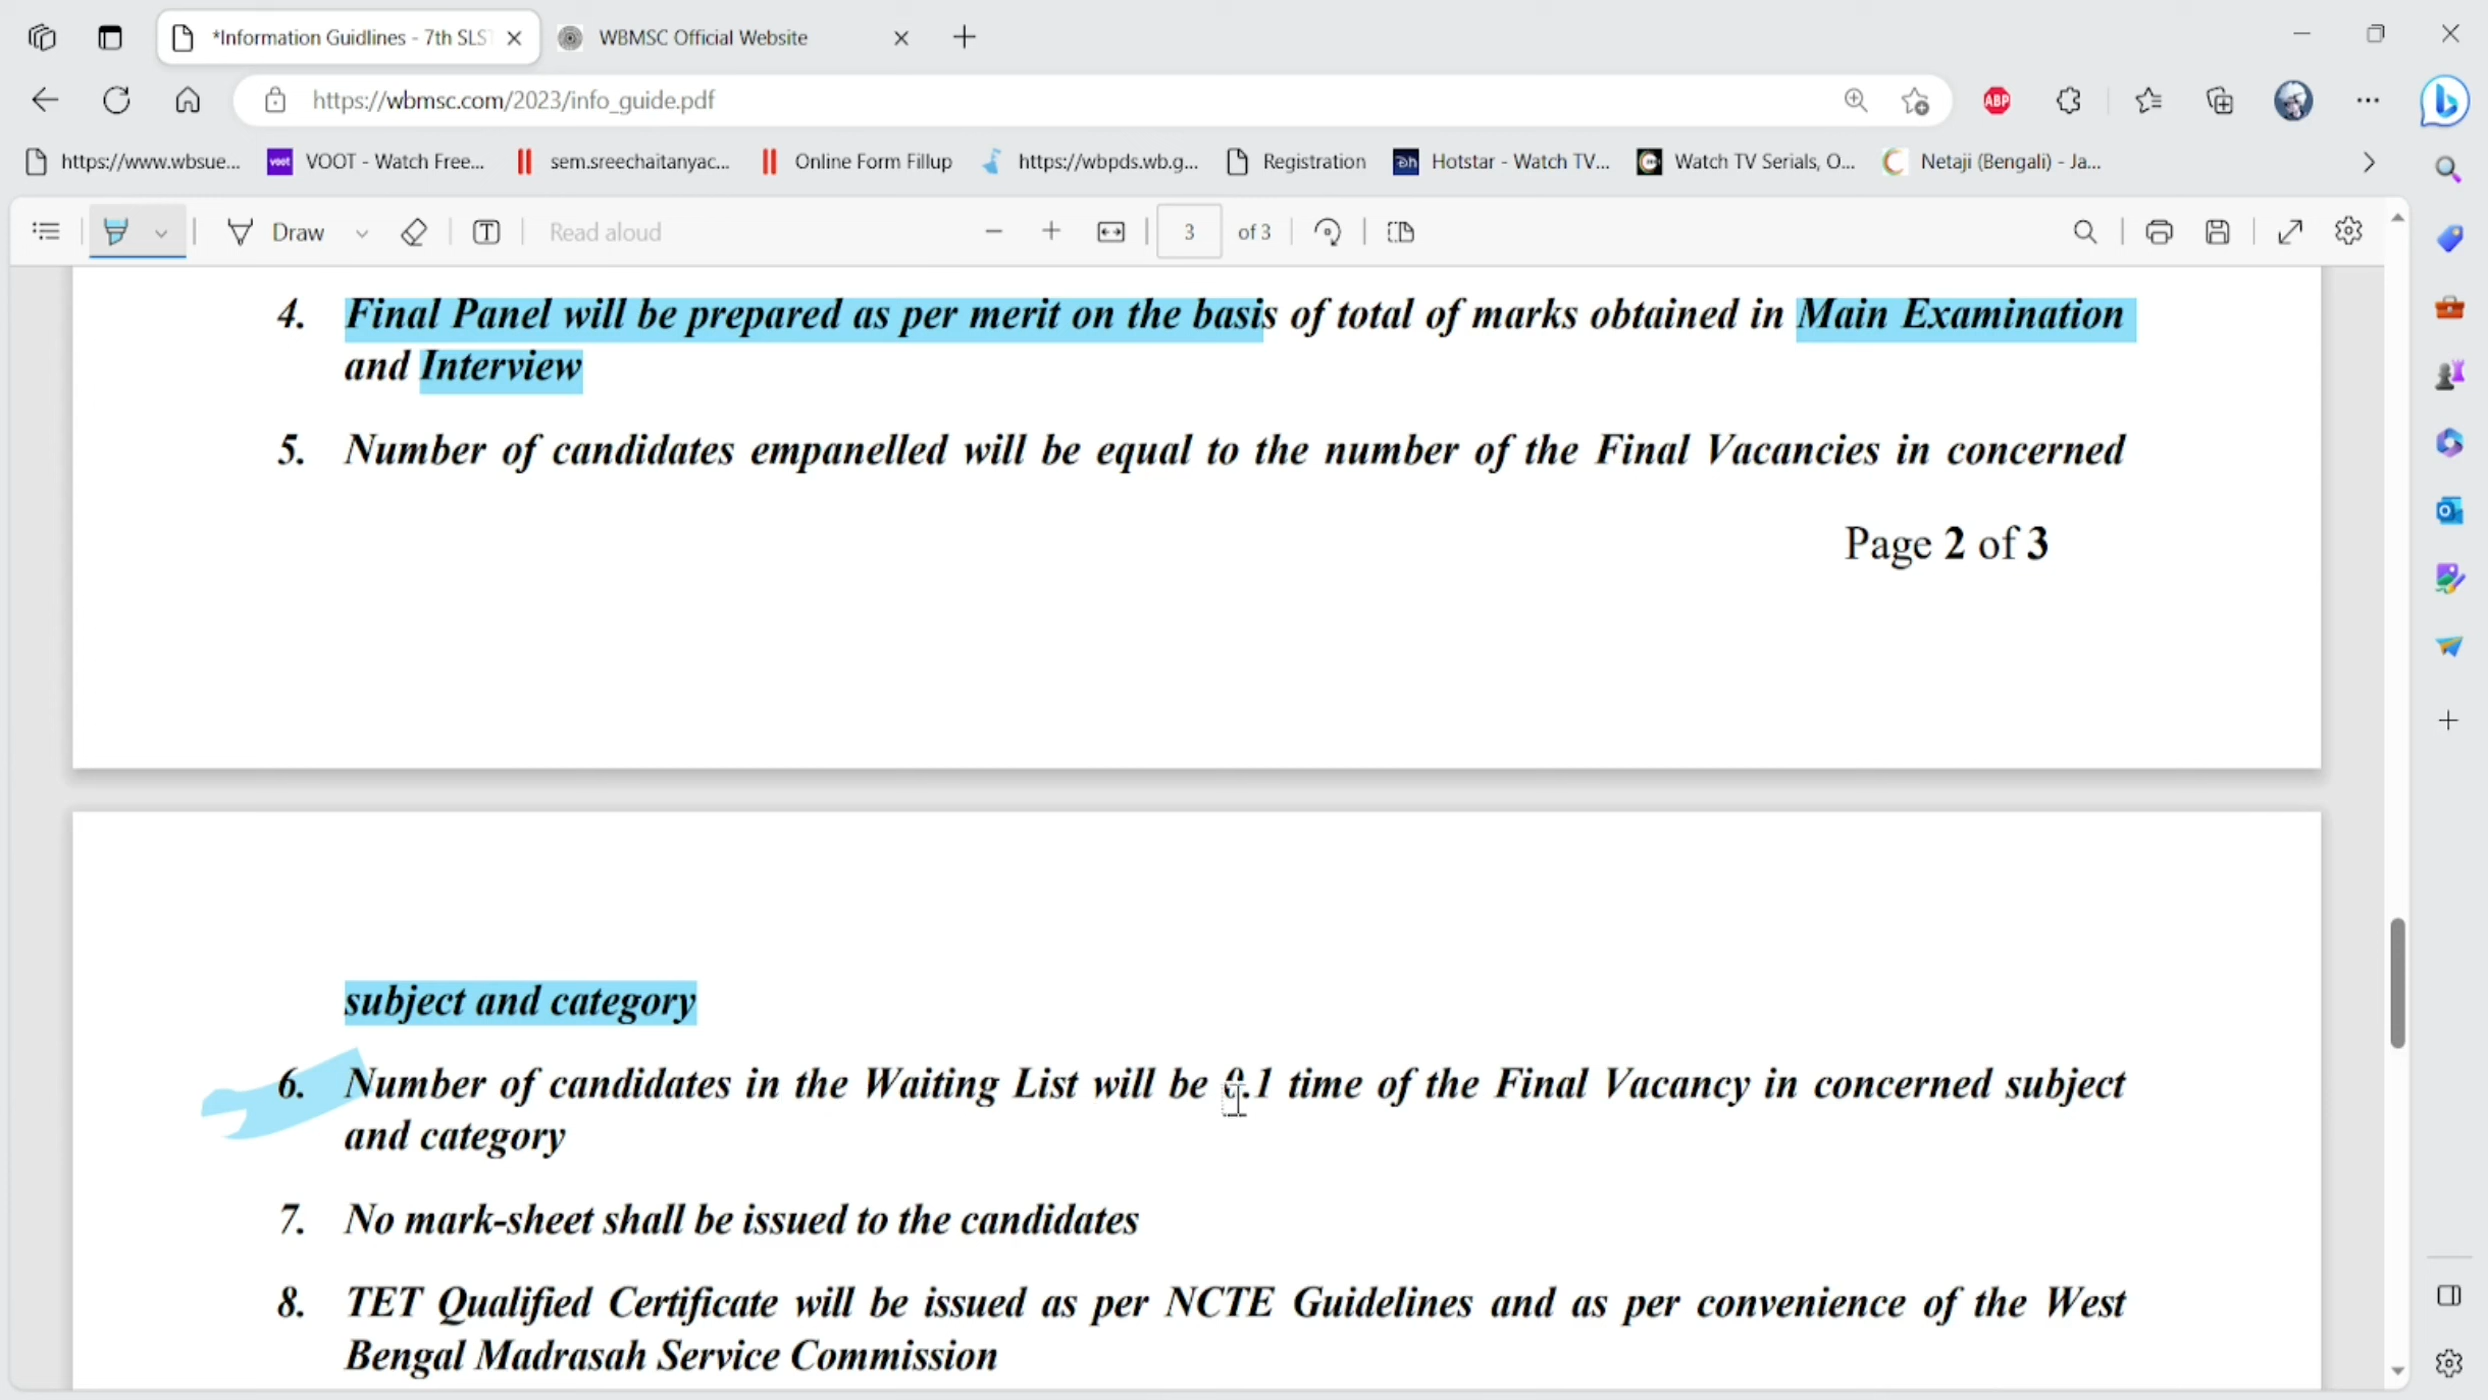 *Information Guidlines - 7th SLS
WBMSC Official Website
https://wbmsc.com/2023/info_guide.pdf
ABP
https://www.wbsue...
voot
VOOT - Watch Free...
sem.sreechaitanyac...
Online Form Fillup
https://wbpds.wb.g...
Registration
Hotstar - Watch TV...
Watch TV Serials, O...
Netaji (Bengali) - Ja...
Draw
Read aloud
3
of 3
4. Final Panel will be prepared as per merit on the basis of total of marks obtained in Main Examination
and Interview
5. Number of candidates empanelled will be equal to the number of the Final Vacancies in concerned
Page 2 of 3
subject and category
6. Number of candidates in the Waiting List will be 0.1 time of the Final Vacancy in concerned subject
and category
7. No mark-sheet shall be issued to the candidates
8. TET Qualified Certificate will be issued as per NCTE Guidelines and as per convenience of the West
Bengal Madrasah Service Commission